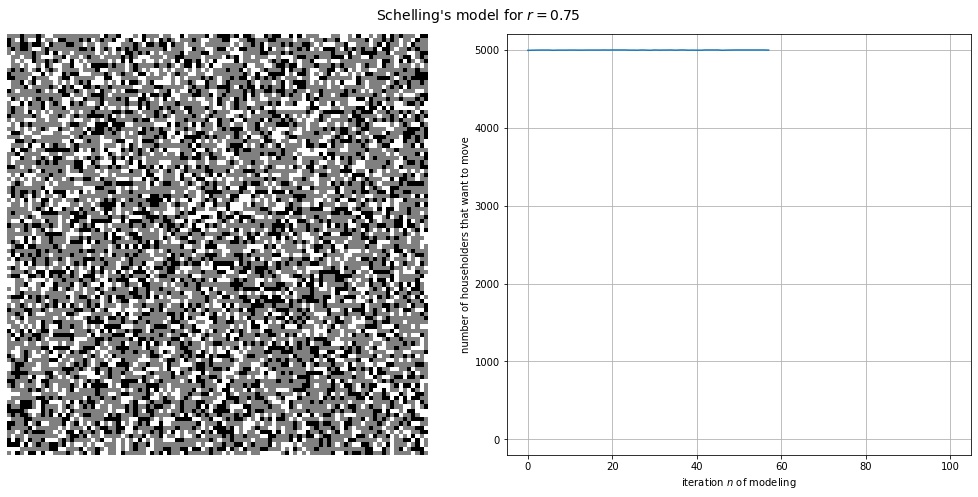 Schelling's model for r = 0.75
number of householders that want to move
5000
4000
3000
2000
1000
0
0 20 40 60 80 100
iteration n of modeling